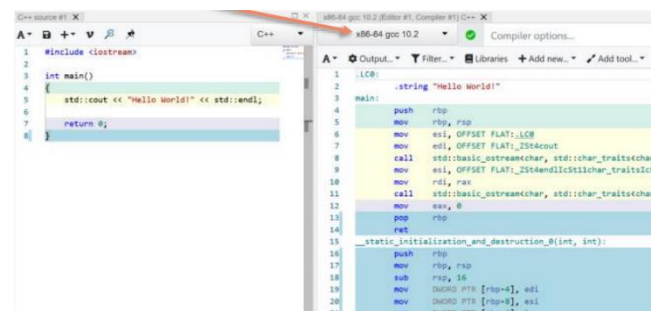 C++ source #1 X
A C++
1 #include <iostream>
2
3 int main()
4 {
5 std::cout << "Hello World!" << std::endl;
6
7 return 0;
8 }
x86-64 gcc 10.2 (Editor #1, Compiler #1) C++ X
x86-64 gcc 10.2 Compiler options...
A Output... Filter... Libraries + Add new... Add tool...
1 .LC0:
2 .string "Hello World!"
3 main:
4 push rbp
5 mov rbp, rsp
6 mov esi, OFFSET FLAT:.LC0
7 mov edi, OFFSET FLAT:_ZSt4cout
8 call std::basic_ostream<char, std::char_traits<char
9 mov esi, OFFSET FLAT:_ZSt4endlIcSt11char_traitsIc
10 mov rdi, rax
11 call std::basic_ostream<char, std::char_traits<char
12 mov eax, 0
13 pop rbp
14 ret
15 __static_initialization_and_destruction_0(int, int):
16 push rbp
17 mov rbp, rsp
18 sub rsp, 16
19 mov DWORD PTR [rbp-4], edi
20 mov DWORD PTR [rbp-8], esi